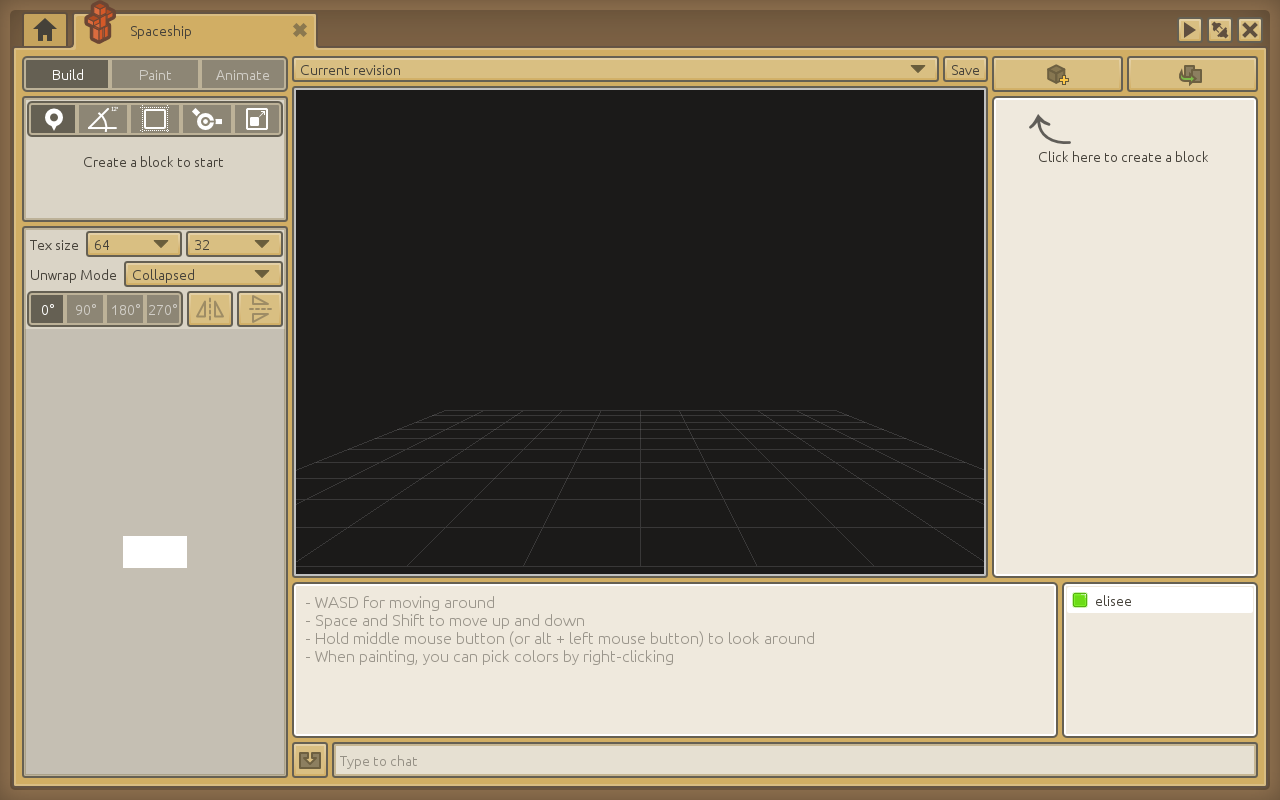 Spaceship
Build
Paint
Animate
Current revision
Save
Create a block to start
Click here to create a block
Tex size
64
32
Unwrap Mode
Collapsed
0°
90°
180°
270°
- WASD for moving around
- Space and Shift to move up and down
- Hold middle mouse button (or alt + left mouse button) to look around
- When painting, you can pick colors by right-clicking
elisee
Type to chat